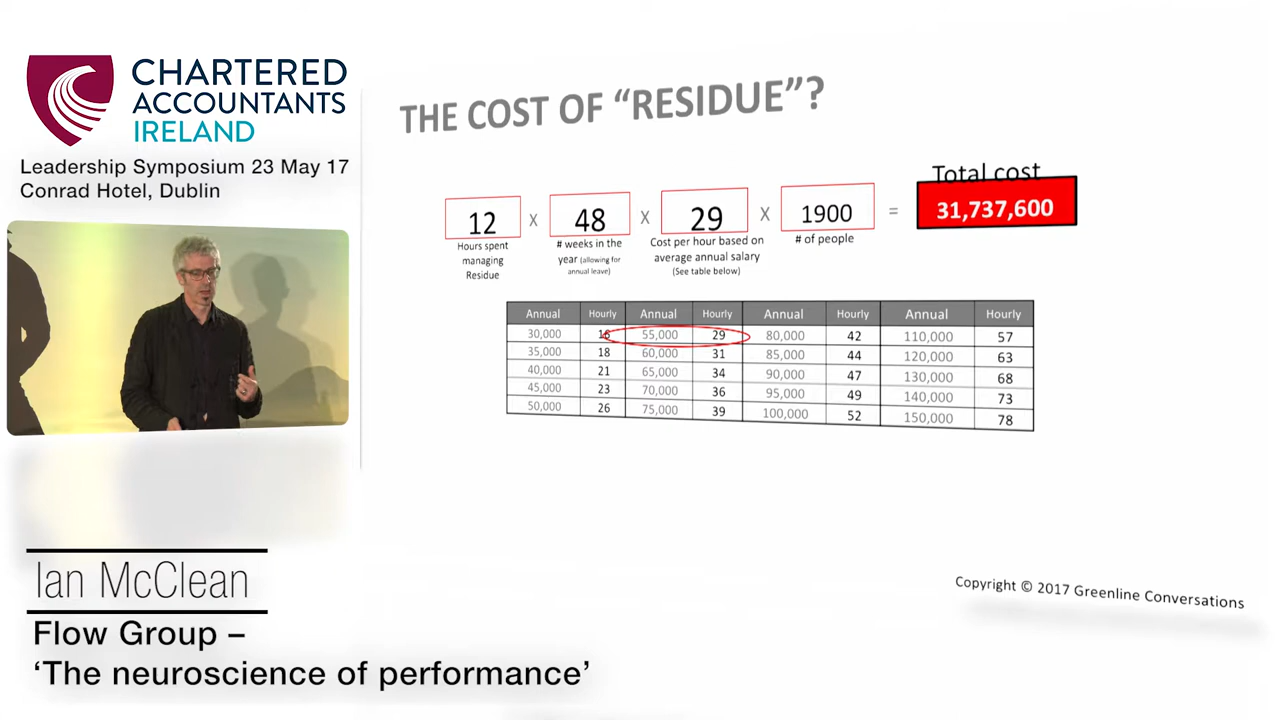 CHARTERED
ACCOUNTANTS
IRELAND
Leadership Symposium 23 May 17
Conrad Hotel, Dublin
THE COST OF “RESIDUE”?
Total cost
12 x 48 x 29 x 1900 = 31,737,600
Hours spent managing Residue
# weeks in the year (allowing for annual leave)
Cost per hour based on average annual salary (See table below)
# of people
Annual Hourly Annual Hourly Annual Hourly Annual Hourly
30,000 16 55,000 29 80,000 42 110,000 57
35,000 18 60,000 31 85,000 44 120,000 63
40,000 21 65,000 34 90,000 47 130,000 68
45,000 23 70,000 36 95,000 49 140,000 73
50,000 26 75,000 39 100,000 52 150,000 78
Copyright © 2017 Greenline Conversations
Ian McClean
Flow Group –
‘The neuroscience of performance’